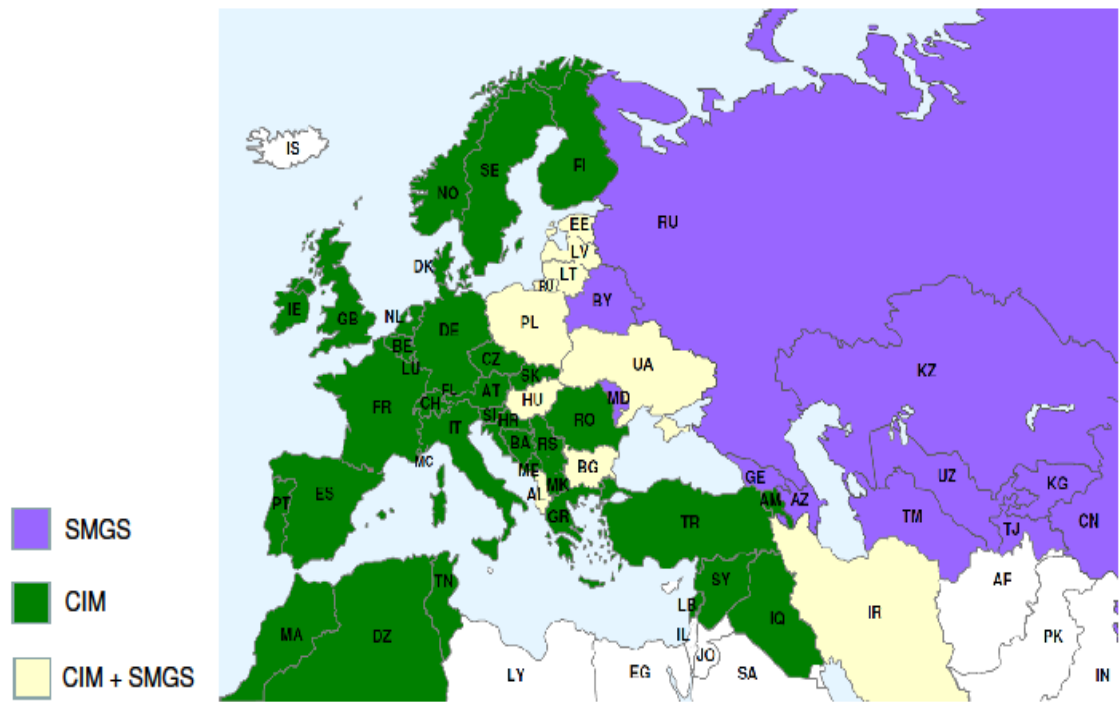 IS
SE
FI
NO
RU
EE
LV
LT
RU
DK
BY
IE
GB
NL
DE
PL
BE
LU
CZ
UA
KZ
SK
FL
AT
FR
CH
HU
MD
SI
HR
RO
IT
BA
RS
MC
ME
BG
GE
UZ
KG
PT
ES
AL
MK
AM
AZ
TM
TJ
CN
GR
TR
SMGS
TN
SY
AF
LB
CIM
MA
DZ
IQ
IR
PK
IL
JO
CIM + SMGS
LY
EG
SA
IN